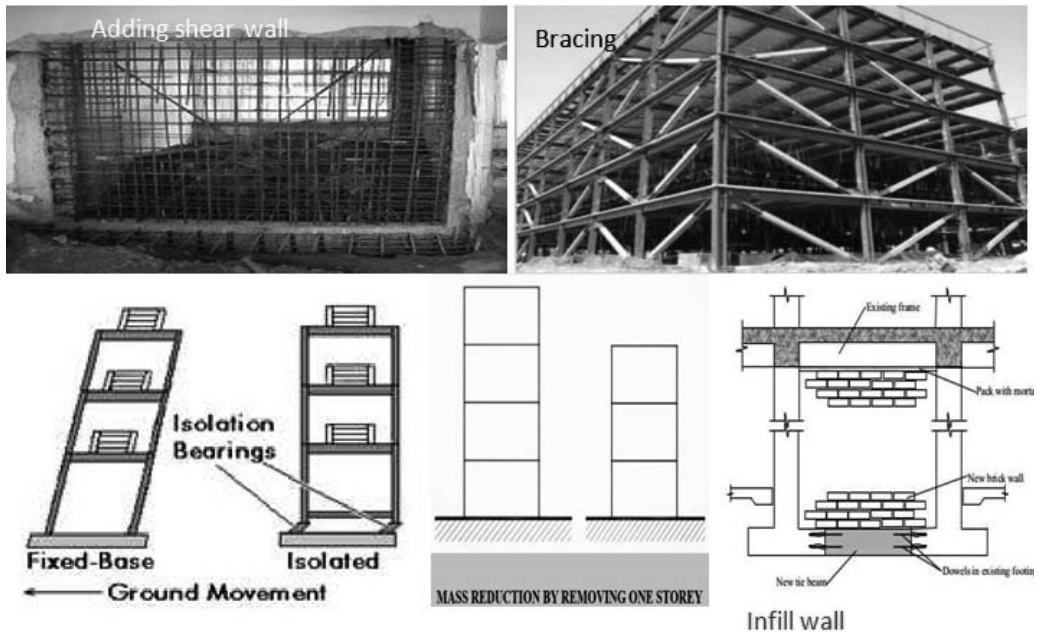 Adding shear wall
Bracing
Isolation
Bearings
Fixed-Base
Isolated
Ground Movement
MASS REDUCTION BY REMOVING ONE STOREY
Existing frame
Pack with morta
New brick wall
Dowels in existing footin
New tie beam
Infill wall